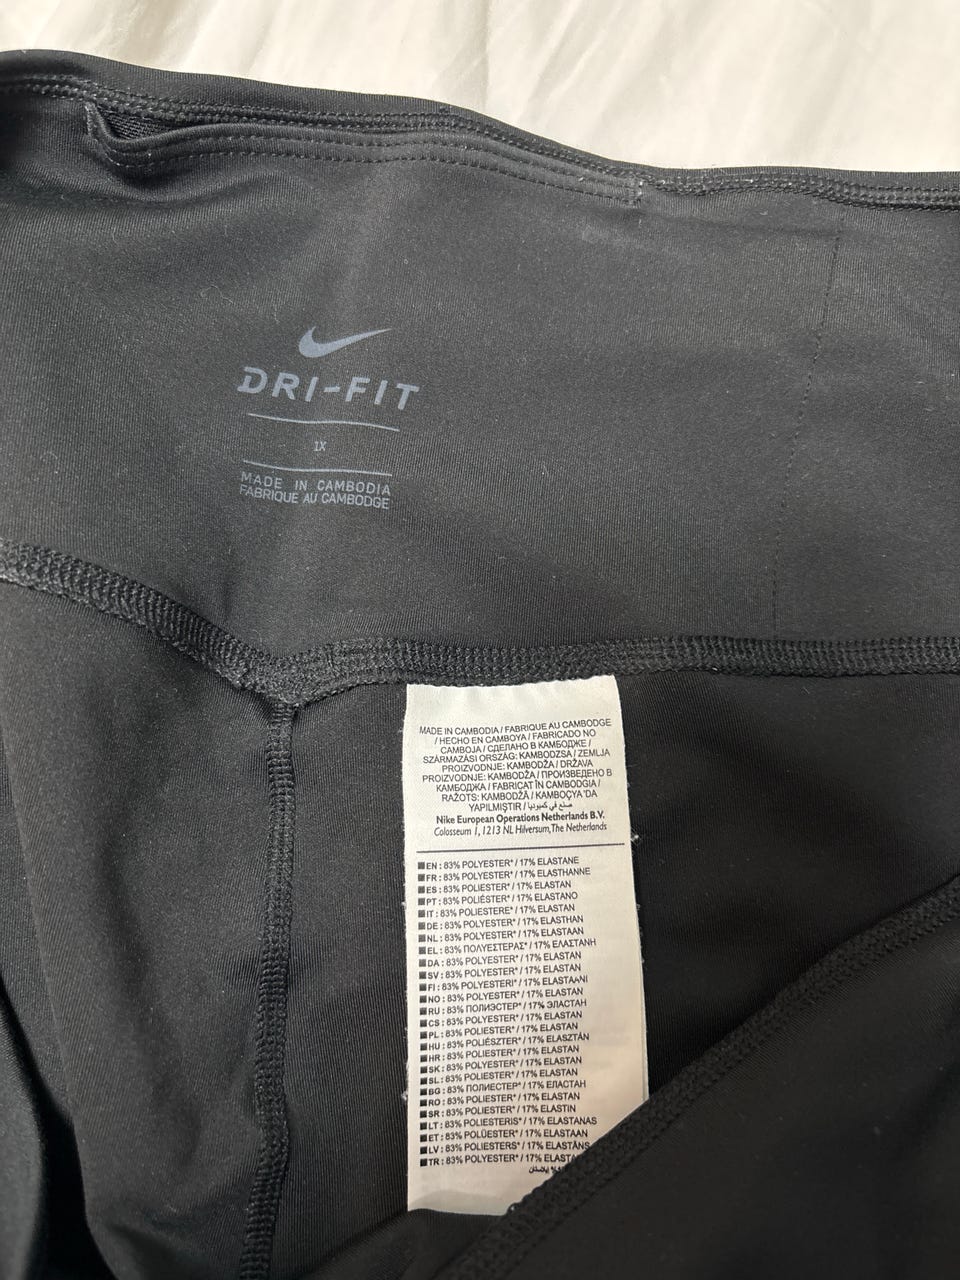 DRI-FIT
1X
MADE IN CAMBODIA
FABRIQUE AU CAMBODGE
MADE IN CAMBODIA / FABRIQUE AU CAMBODGE
/ HECHO EN CAMBOYA / FABRICADO NO
CAMBOJA / СДЕЛАНО В КАМБОДЖЕ /
SZÁRMAZÁSI ORSZÁG: KAMBODZSA / ZEMLJA
PROIZVODNJE: KAMBODŽA / DRŽAVA
PROIZVODNJE: KAMBODŽA / ПРОИЗВЕДЕНО В
КАМБОДЖА / FABRICAT ÎN CAMBODGIA /
RAŽOTS: KAMBODŽĀ / KAMBOÇYA'DA
YAPILMIŞTIR / صنع في كمبوديا
Nike European Operations Netherlands B.V.
Colosseum 1, 1213 NL Hilversum, The Netherlands
EN : 83% POLYESTER* / 17% ELASTANE
FR : 83% POLYESTER* / 17% ELASTHANNE
ES : 83% POLIESTER* / 17% ELASTAN
PT : 83% POLIÉSTER* / 17% ELASTANO
IT : 83% POLIESTERE* / 17% ELASTAN
DE : 83% POLYESTER* / 17% ELASTHAN
NL : 83% POLYESTER* / 17% ELASTAAN
EL : 83% ΠΟΛΥΕΣΤΕΡΑΣ* / 17% ΕΛΑΣΤΑΝΗ
DA : 83% POLYESTER* / 17% ELASTAN
SV : 83% POLYESTER* / 17% ELASTAN
FI : 83% POLYESTERI* / 17% ELASTAANI
NO : 83% POLYESTER* / 17% ELASTAN
RU : 83% ПОЛИЭСТЕР* / 17% ЭЛАСТАН
CS : 83% POLYESTER* / 17% ELASTAN
PL : 83% POLIESTER* / 17% ELASTAN
HU : 83% POLIÉSZTER* / 17% ELASZTÁN
HR : 83% POLIESTER* / 17% ELASTAN
SK : 83% POLYESTER* / 17% ELASTAN
SL : 83% POLIESTER* / 17% ELASTAN
BG : 83% ПОЛИЕСТЕР* / 17% ЕЛАСТАН
RO : 83% POLIESTER* / 17% ELASTAN
SR : 83% POLIESTER* / 17% ELASTIN
LT : 83% POLIESTERIS* / 17% ELASTANAS
ET : 83% POLÜESTER* / 17% ELASTAAN
LV : 83% POLIESTERS* / 17% ELASTĀNS
TR : 83% POLYESTER* / 17%